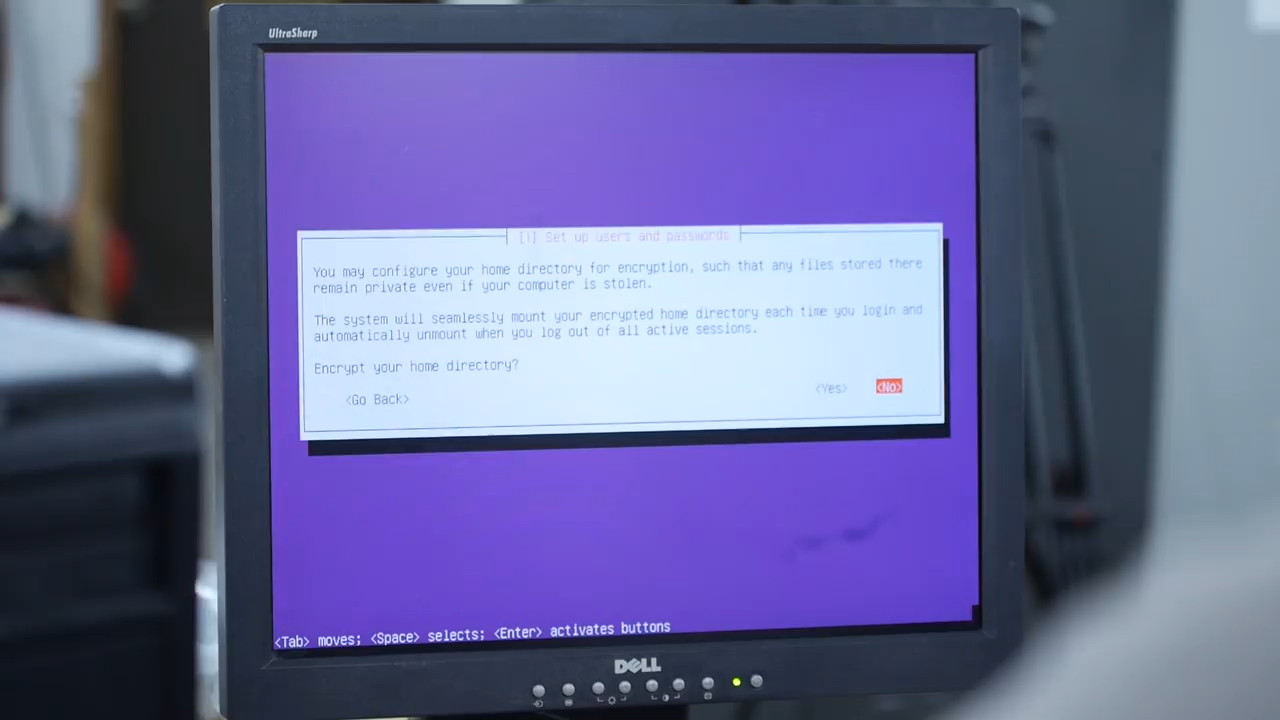 UltraSharp
[!] Set up users and passwords
You may configure your home directory for encryption, such that any files stored there
remain private even if your computer is stolen.
The system will seamlessly mount your encrypted home directory each time you login and
automatically unmount when you log out of all active sessions.
Encrypt your home directory?
<Go Back> <Yes> <No>
<Tab> moves; <Space> selects; <Enter> activates buttons
DELL